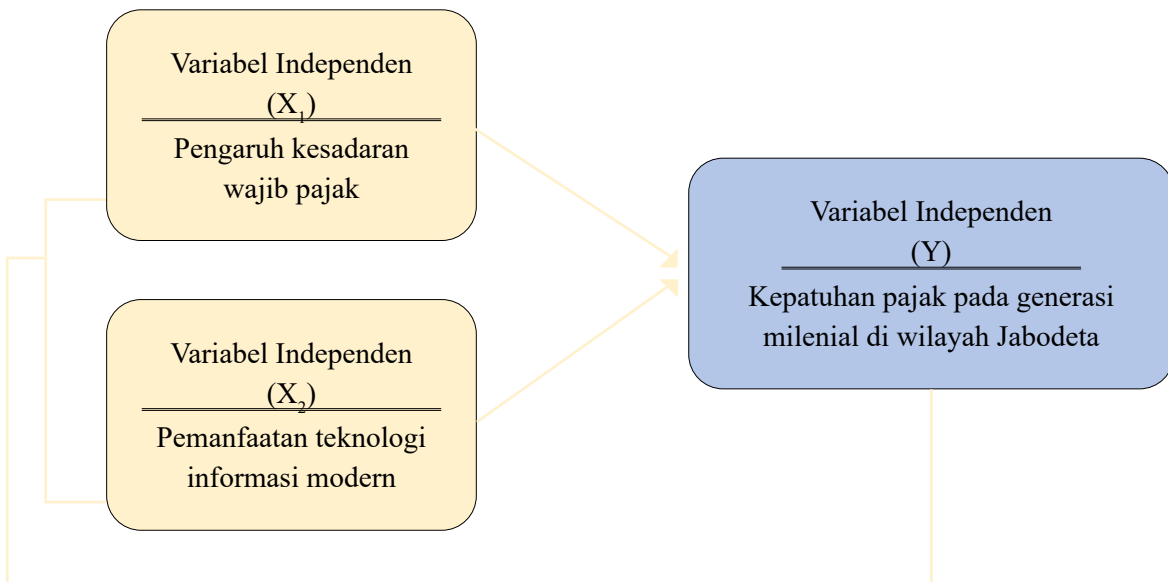 Variabel Independen
(X₁)
Pengaruh kesadaran
wajib pajak
Variabel Independen
(X₂)
Pemanfaatan teknologi
informasi modern
Variabel Independen
(Y)
Kepatuhan pajak pada generasi
milenial di wilayah Jabodeta